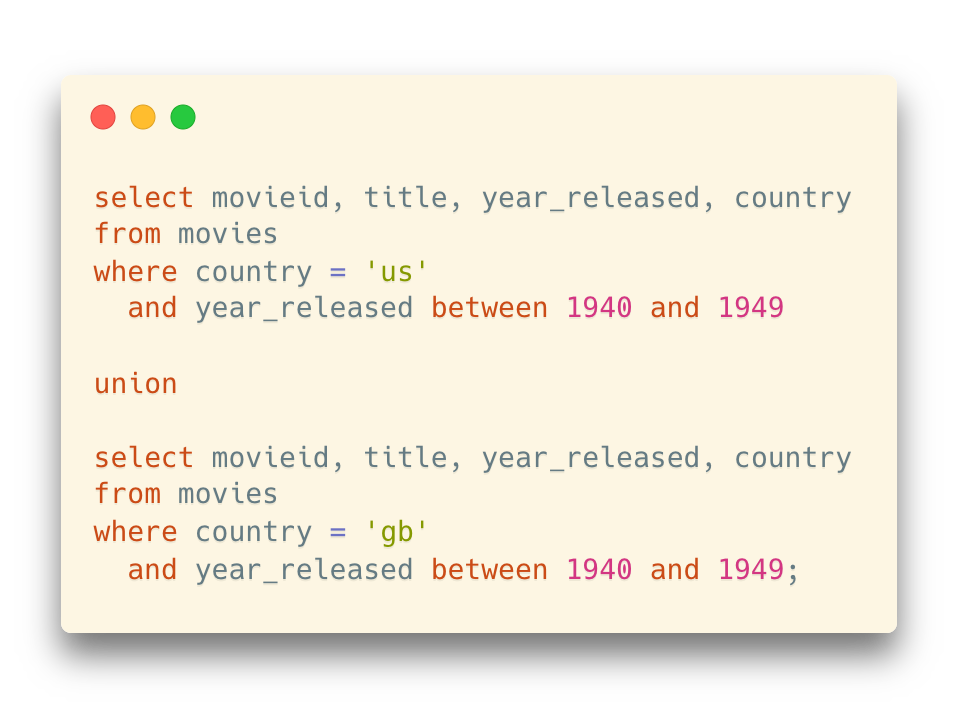 select movieid, title, year_released, country
from movies
where country = 'us'
  and year_released between 1940 and 1949

union

select movieid, title, year_released, country
from movies
where country = 'gb'
  and year_released between 1940 and 1949;